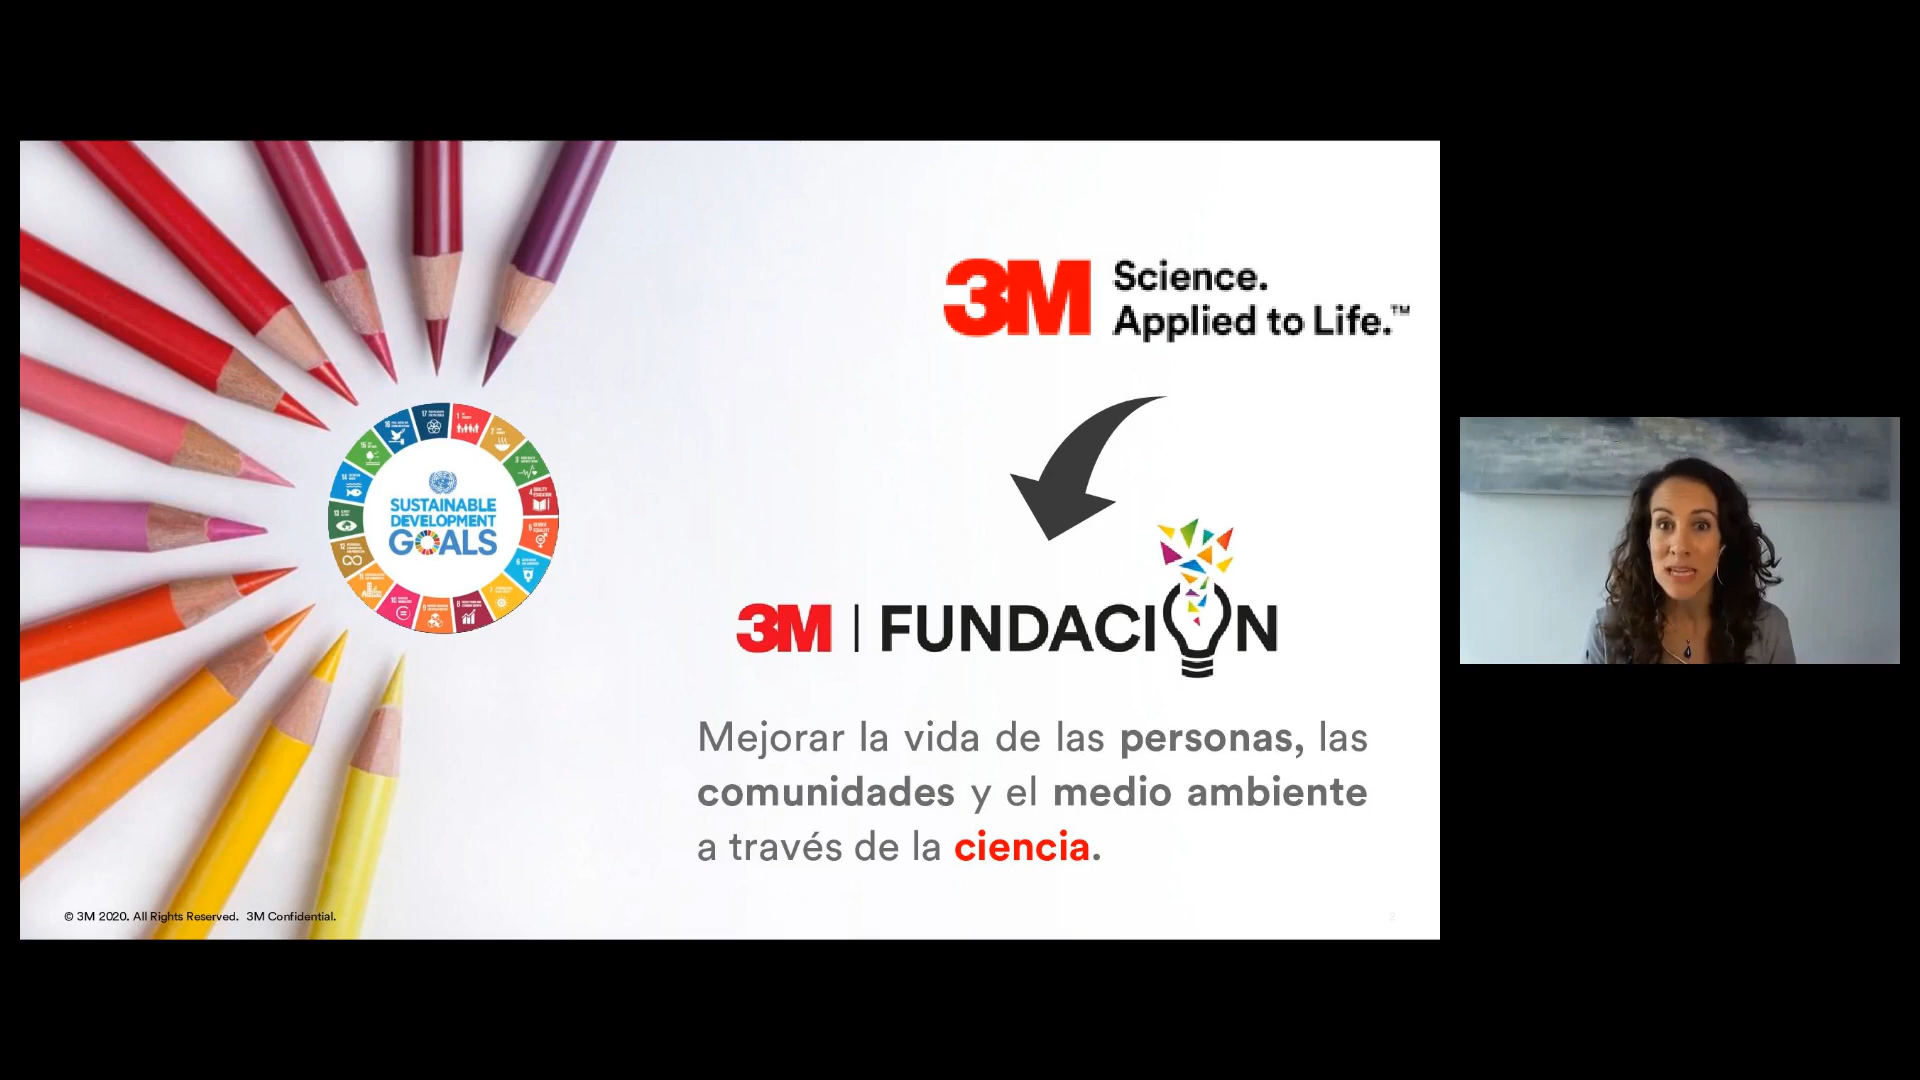 3M Science.
Applied to Life.™
SUSTAINABLE
DEVELOPMENT
GOALS
3M | FUNDACIÓN
Mejorar la vida de las personas, las
comunidades y el medio ambiente
a través de la ciencia.
© 3M 2020. All Rights Reserved. 3M Confidential.
2